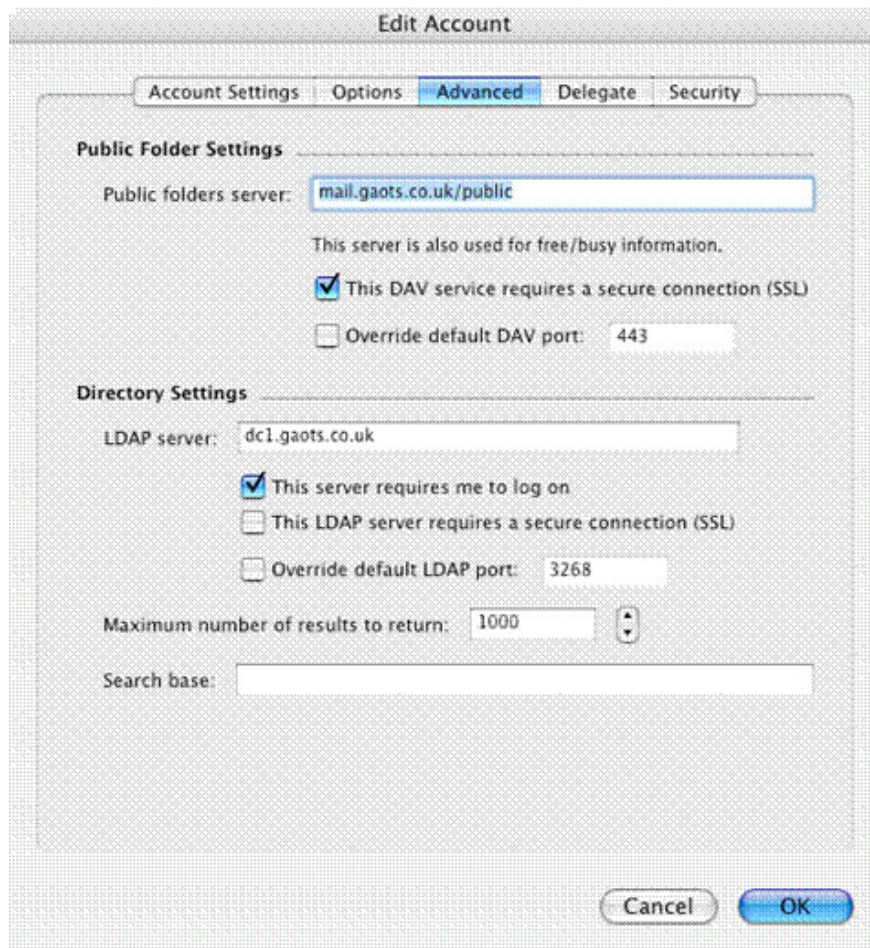 Edit Account
Account Settings Options Advanced Delegate Security
Public Folder Settings
Public folders server: mail.gaots.co.uk/public
This server is also used for free/busy information.
This DAV service requires a secure connection (SSL)
Override default DAV port: 443
Directory Settings
LDAP server: dc1.gaots.co.uk
This server requires me to log on
This LDAP server requires a secure connection (SSL)
Override default LDAP port: 3268
Maximum number of results to return: 1000
Search base:
Cancel OK